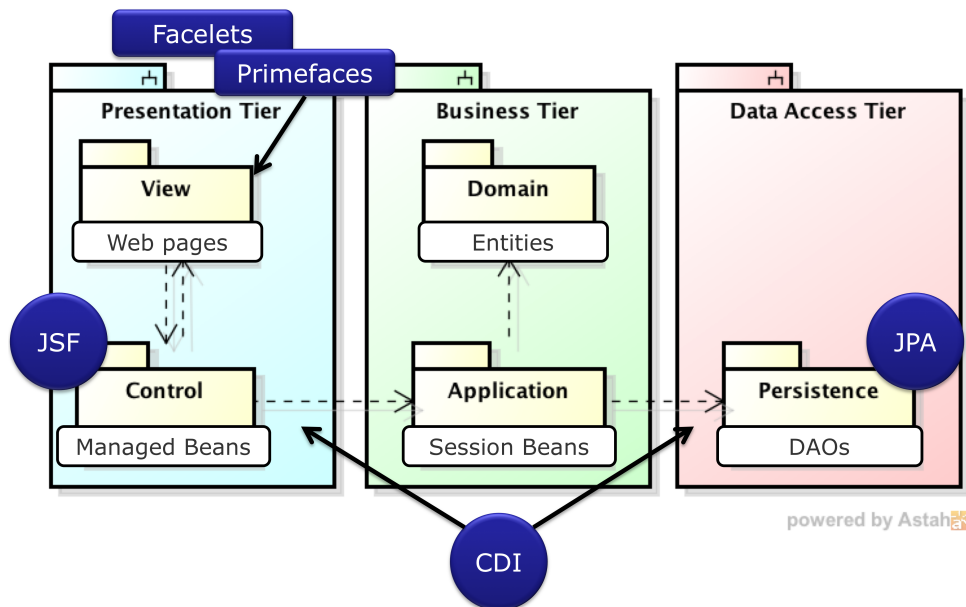 Facelets
Primefaces
Presentation Tier
Business Tier
Data Access Tier
View
Web pages
Domain
Entities
JSF
JPA
Control
Managed Beans
Application
Session Beans
Persistence
DAOs
CDI
powered by Astah